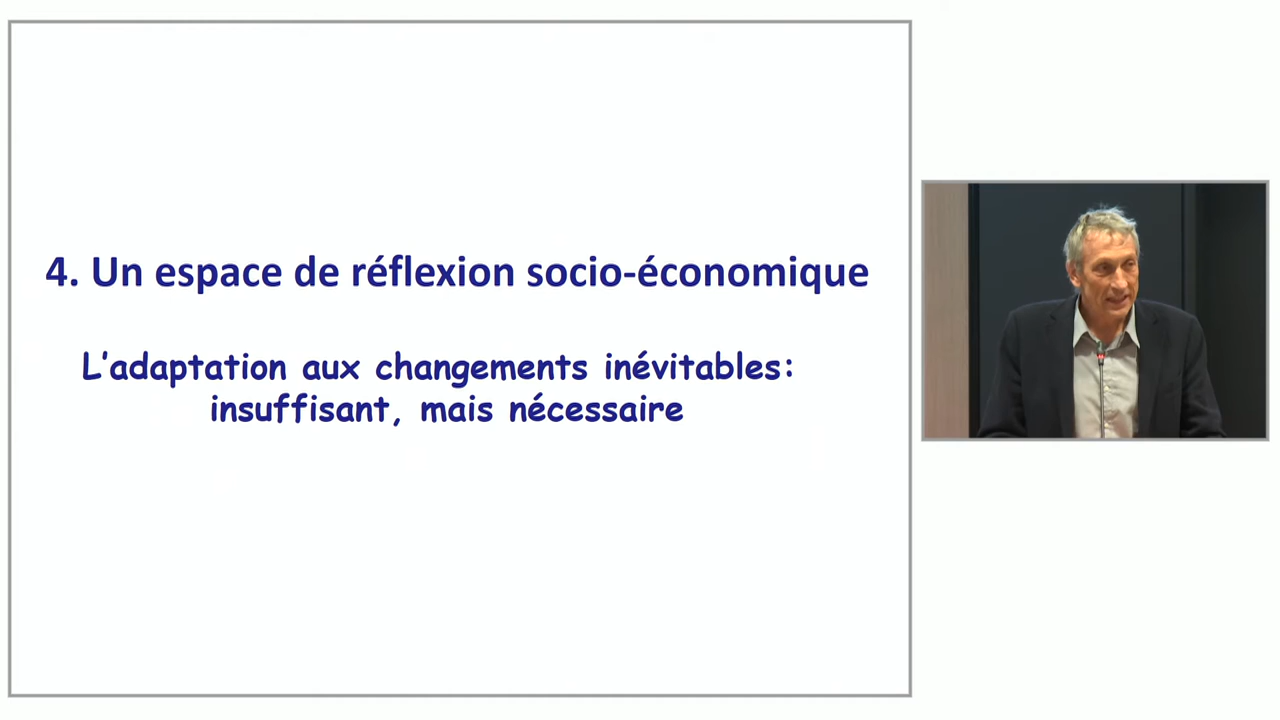 4. Un espace de réflexion socio-économique
L’adaptation aux changements inévitables:
insuffisant, mais nécessaire